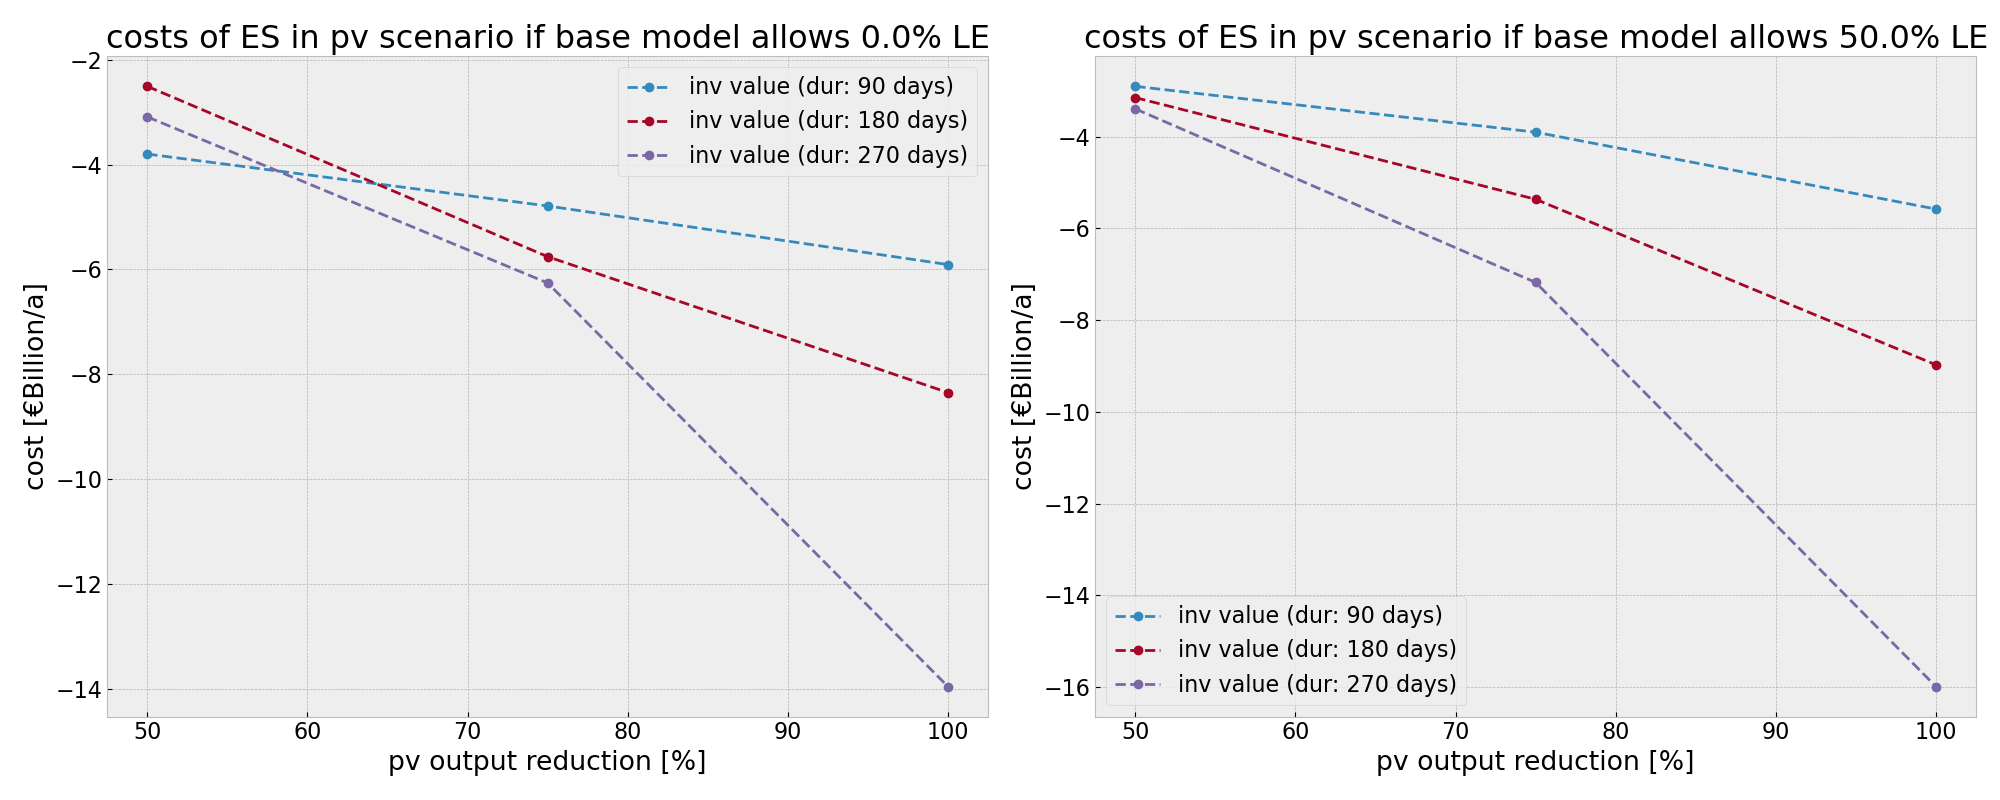 costs of ES in pv scenario if base model allows 0.0% LE
−2
−4
−6
−8
−10
−12
−14
cost [€Billion/a]
inv value (dur: 90 days)
inv value (dur: 180 days)
inv value (dur: 270 days)
50 60 70 80 90 100
pv output reduction [%]
costs of ES in pv scenario if base model allows 50.0% LE
−4
−6
−8
−10
−12
−14
−16
cost [€Billion/a]
inv value (dur: 90 days)
inv value (dur: 180 days)
inv value (dur: 270 days)
50 60 70 80 90 100
pv output reduction [%]